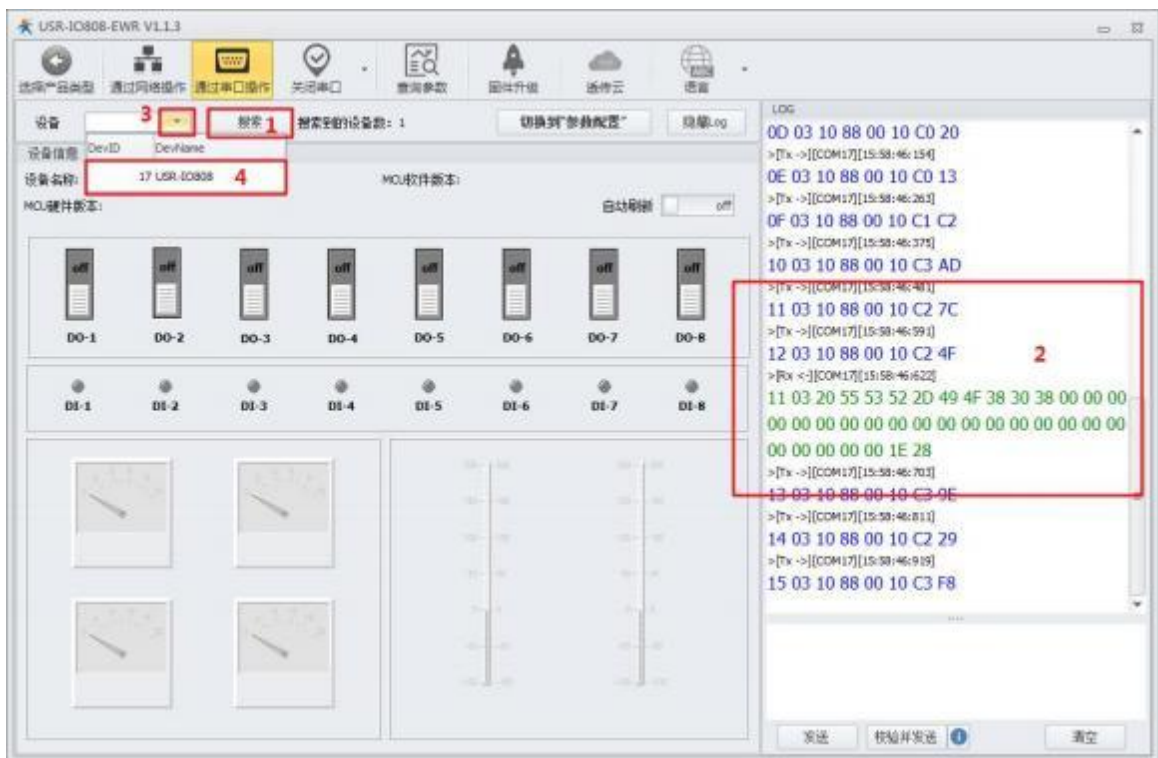 USR-IO808-EWR V1.1.3
选择产品类型 通过网络操作 通过串口操作 关闭串口 查询参数 固件升级 透传云 语言
设备 3 搜索 1 搜索到的设备数: 1 切换到"参数配置" 隐藏Log
设备信息 DevID DevName
设备名称: 17 USR-IO808 4 MCU软件版本:
MCU硬件版本: 自动刷新 off
off off off off off off off off
DO-1 DO-2 DO-3 DO-4 DO-5 DO-6 DO-7 DO-8
DI-1 DI-2 DI-3 DI-4 DI-5 DI-6 DI-7 DI-8
LOG
0D 03 10 88 00 10 C0 20
>[Tx ->][COM17][15:58:46:154]
0E 03 10 88 00 10 C0 13
>[Tx ->][COM17][15:58:46:263]
0F 03 10 88 00 10 C1 C2
>[Tx ->][COM17][15:58:46:375]
10 03 10 88 00 10 C3 AD
>[Tx ->][COM17][15:58:46:481]
11 03 10 88 00 10 C2 7C
>[Tx ->][COM17][15:58:46:591]
12 03 10 88 00 10 C2 4F
2
>[Rx <-][COM17][15:58:46:622]
11 03 20 55 53 52 2D 49 4F 38 30 38 00 00 00
00 00 00 00 00 00 00 00 00 00 00 00 00 00 00
00 00 00 00 00 1E 28
>[Tx ->][COM17][15:58:46:703]
13 03 10 88 00 10 C3 9E
>[Tx ->][COM17][15:58:46:811]
14 03 10 88 00 10 C2 29
>[Tx ->][COM17][15:58:46:919]
15 03 10 88 00 10 C3 F8
发送 校验并发送 清空